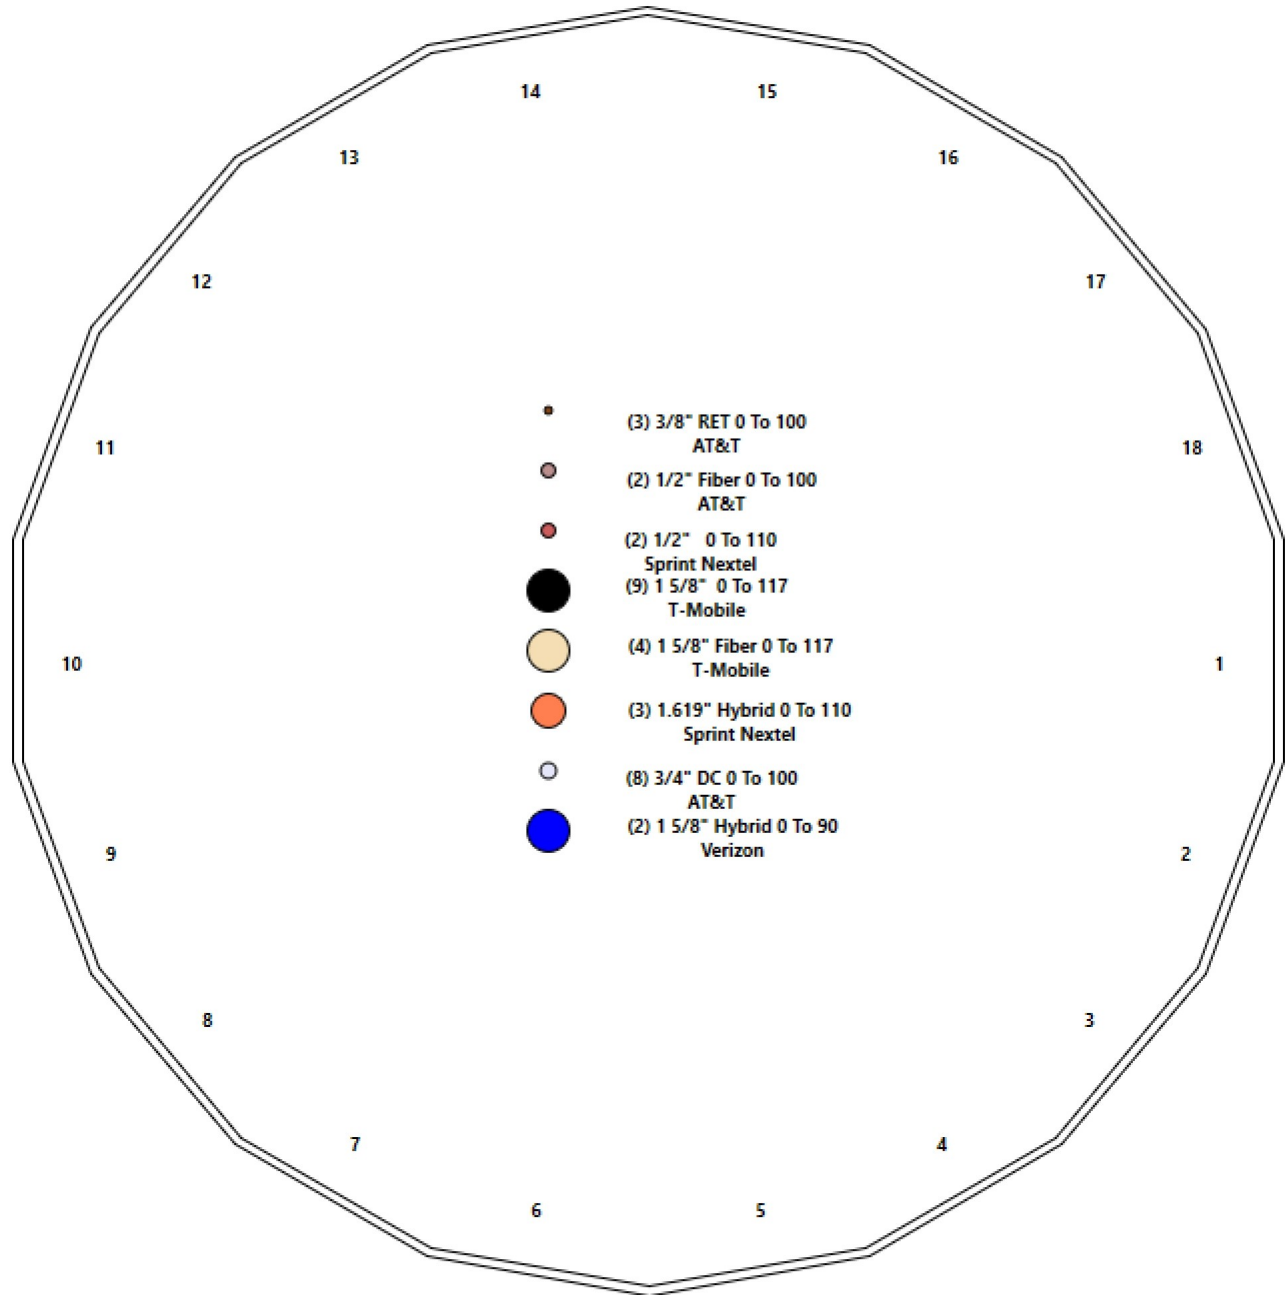 14
15
13
16
12
17
(3) 3/8" RET 0 To 100
AT&T
11
18
(2) 1/2" Fiber 0 To 100
AT&T
(2) 1/2"   0 To 110
Sprint Nextel
(9) 1 5/8"  0 To 117
T-Mobile
(4) 1 5/8" Fiber 0 To 117
T-Mobile
10
1
(3) 1.619" Hybrid 0 To 110
Sprint Nextel
(8) 3/4" DC 0 To 100
AT&T
(2) 1 5/8" Hybrid 0 To 90
Verizon
9
2
8
3
7
4
6
5